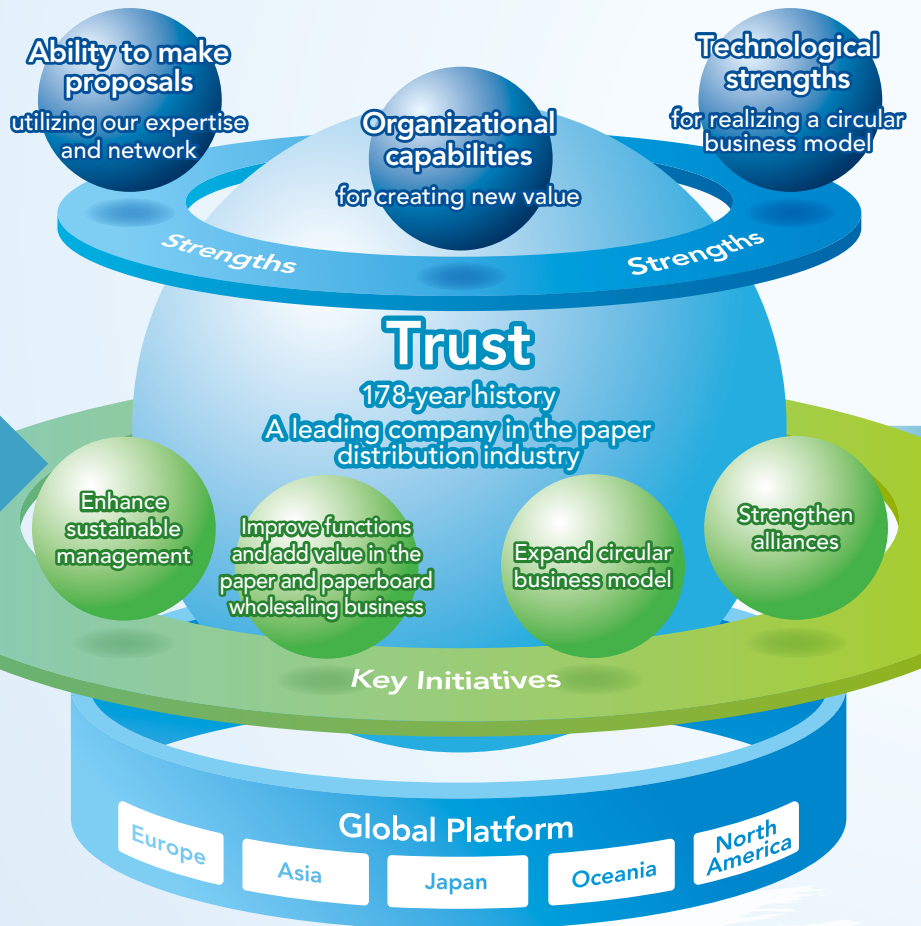 Ability to make
proposals
utilizing our expertise
and network
Organizational
capabilities
for creating new value
Technological
strengths
for realizing a circular
business model
Strengths
Strengths
Trust
178-year history
A leading company in the paper
distribution industry
Enhance
sustainable
management
Improve functions
and add value in the
paper and paperboard
wholesaling business
Expand circular
business model
Strengthen
alliances
Key Initiatives
Global Platform
Europe
Asia
Japan
Oceania
North
America